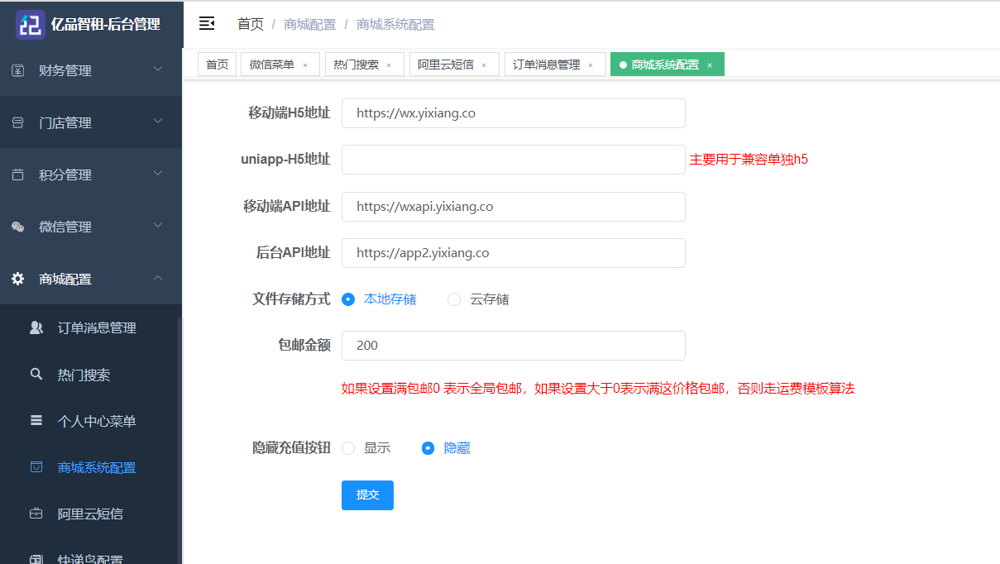 亿品智租-后台管理
财务管理
门店管理
积分管理
微信管理
商城配置
订单消息管理
热门搜索
个人中心菜单
商城系统配置
阿里云短信
快递鸟配置
首页 / 商城配置 / 商城系统配置
首页 微信菜单 × 热门搜索 × 阿里云短信 × 订单消息管理 × 商城系统配置 ×
移动端H5地址 https://wx.yixiang.co
uniapp-H5地址 主要用于兼容单独h5
移动端API地址 https://wxapi.yixiang.co
后台API地址 https://app2.yixiang.co
文件存储方式 本地存储 云存储
包邮金额 200
如果设置满包邮0 表示全局包邮，如果设置大于0表示满这价格包邮，否则走运费模板算法
隐藏充值按钮 显示 隐藏
提交